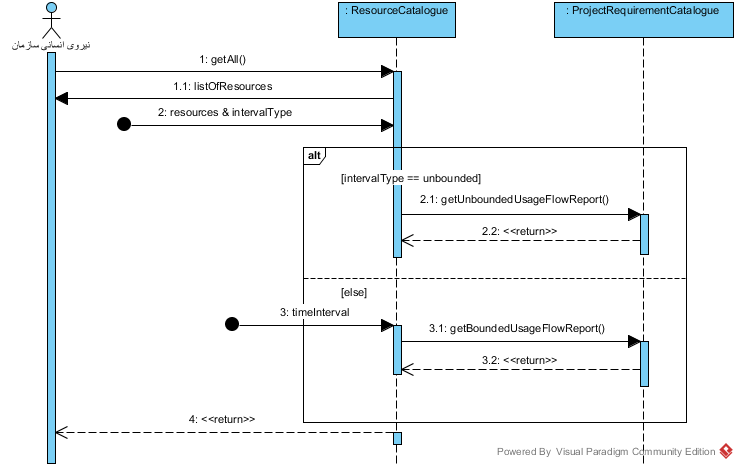 : ResourceCatalogue
: ProjectRequirementCatalogue
نیروی انسانی سازمان
1: getAll()
1.1: listOfResources
2: resources & intervalType
alt
[intervalType == unbounded]
2.1: getUnboundedUsageFlowReport()
2.2: <<return>>
[else]
3: timeInterval
3.1: getBoundedUsageFlowReport()
3.2: <<return>>
4: <<return>>
Powered By Visual Paradigm Community Edition